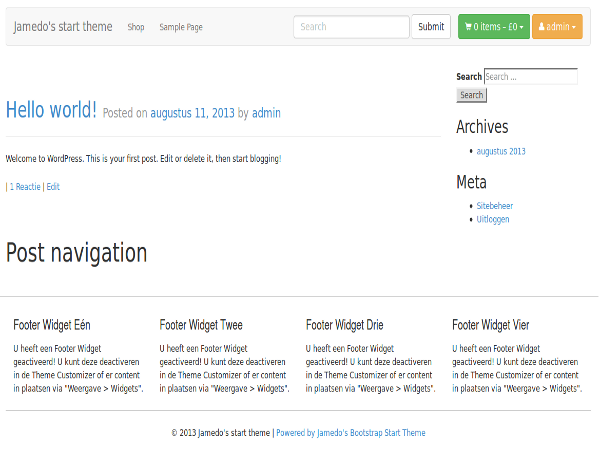 Jamedo's start theme Shop Sample Page Search Submit 0 items - £0 admin
Search Search ...
Search
Hello world! Posted on augustus 11, 2013 by admin
Archives
augustus 2013
Welcome to WordPress. This is your first post. Edit or delete it, then start blogging!
Meta
| 1 Reactie | Edit
Sitebeheer
Uitloggen
Post navigation
Footer Widget Eén Footer Widget Twee Footer Widget Drie Footer Widget Vier
U heeft een Footer Widget U heeft een Footer Widget U heeft een Footer Widget U heeft een Footer Widget
geactiveerd! U kunt deze deactiveren geactiveerd! U kunt deze deactiveren geactiveerd! U kunt deze deactiveren geactiveerd! U kunt deze deactiveren
in de Theme Customizer of er content in de Theme Customizer of er content in de Theme Customizer of er content in de Theme Customizer of er content
in plaatsen via "Weergave > Widgets". in plaatsen via "Weergave > Widgets". in plaatsen via "Weergave > Widgets". in plaatsen via "Weergave > Widgets".
© 2013 Jamedo's start theme | Powered by Jamedo's Bootstrap Start Theme